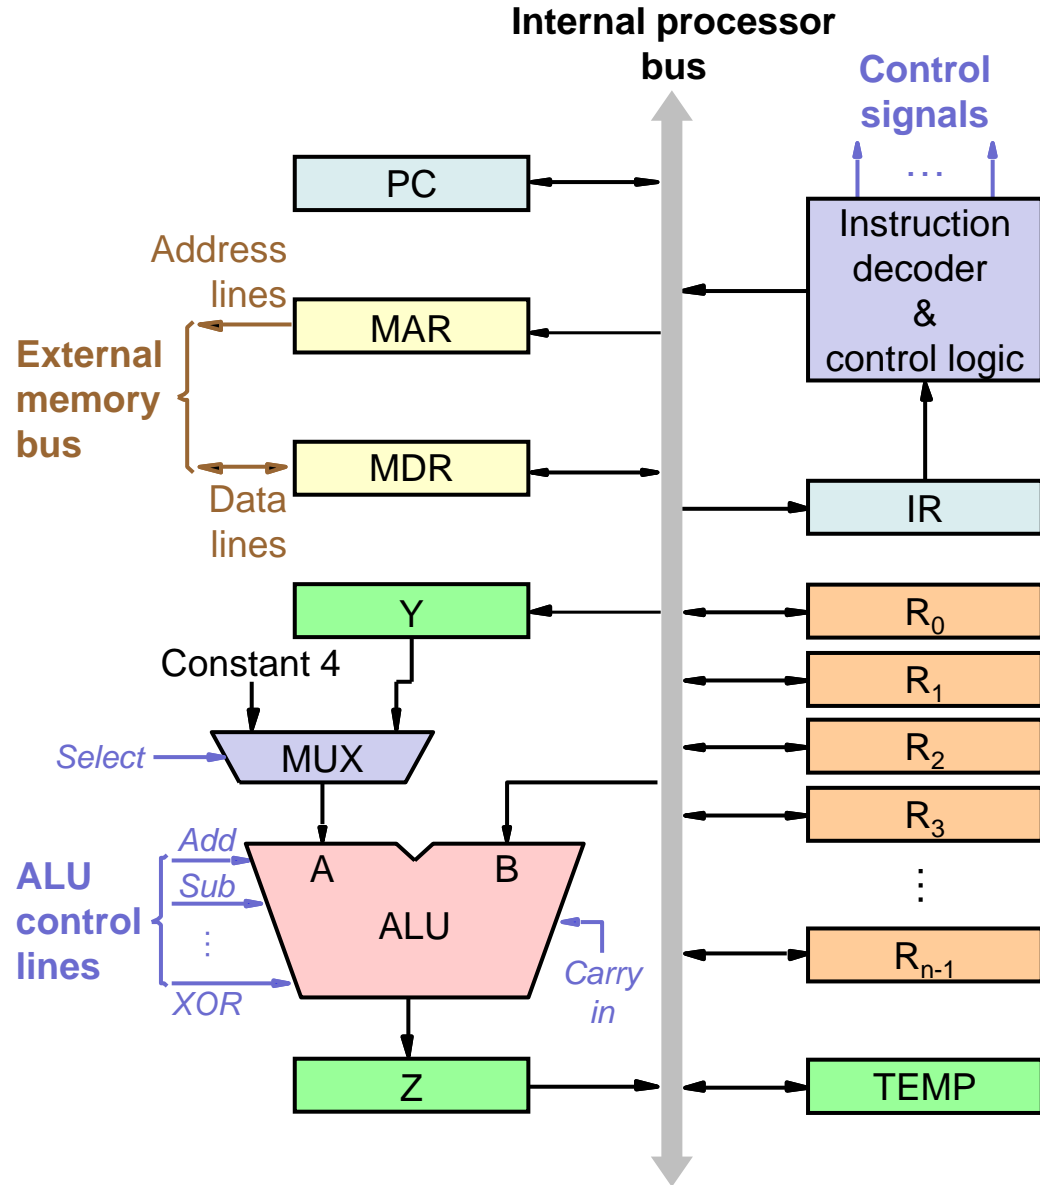 Internal processor
bus
Control
signals
...
PC
Instruction
decoder
&
control logic
Address
lines
MAR
External
memory
bus
MDR
Data
lines
IR
Y
R0
Constant 4
R1
Select
MUX
R2
R3
Add
A
B
ALU
control
lines
Sub
⋮
ALU
⋮
XOR
Carry
in
Rn-1
Z
TEMP